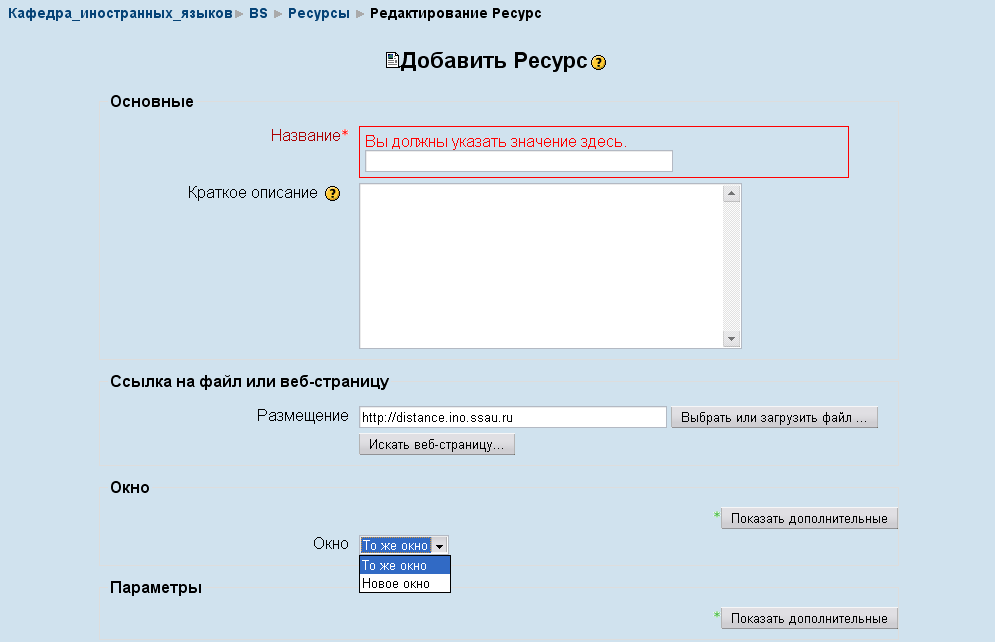 Кафедра_иностранных_языков ► BS ► Ресурсы ► Редактирование Ресурс
Добавить Ресурс
Основные
Название*
Вы должны указать значение здесь.
Краткое описание
Ссылка на файл или веб-страницу
Размещение http://distance.ino.ssau.ru Выбрать или загрузить файл ...
Искать веб-страницу...
Окно
* Показать дополнительные
Окно То же окно
То же окно
Новое окно
Параметры
* Показать дополнительные